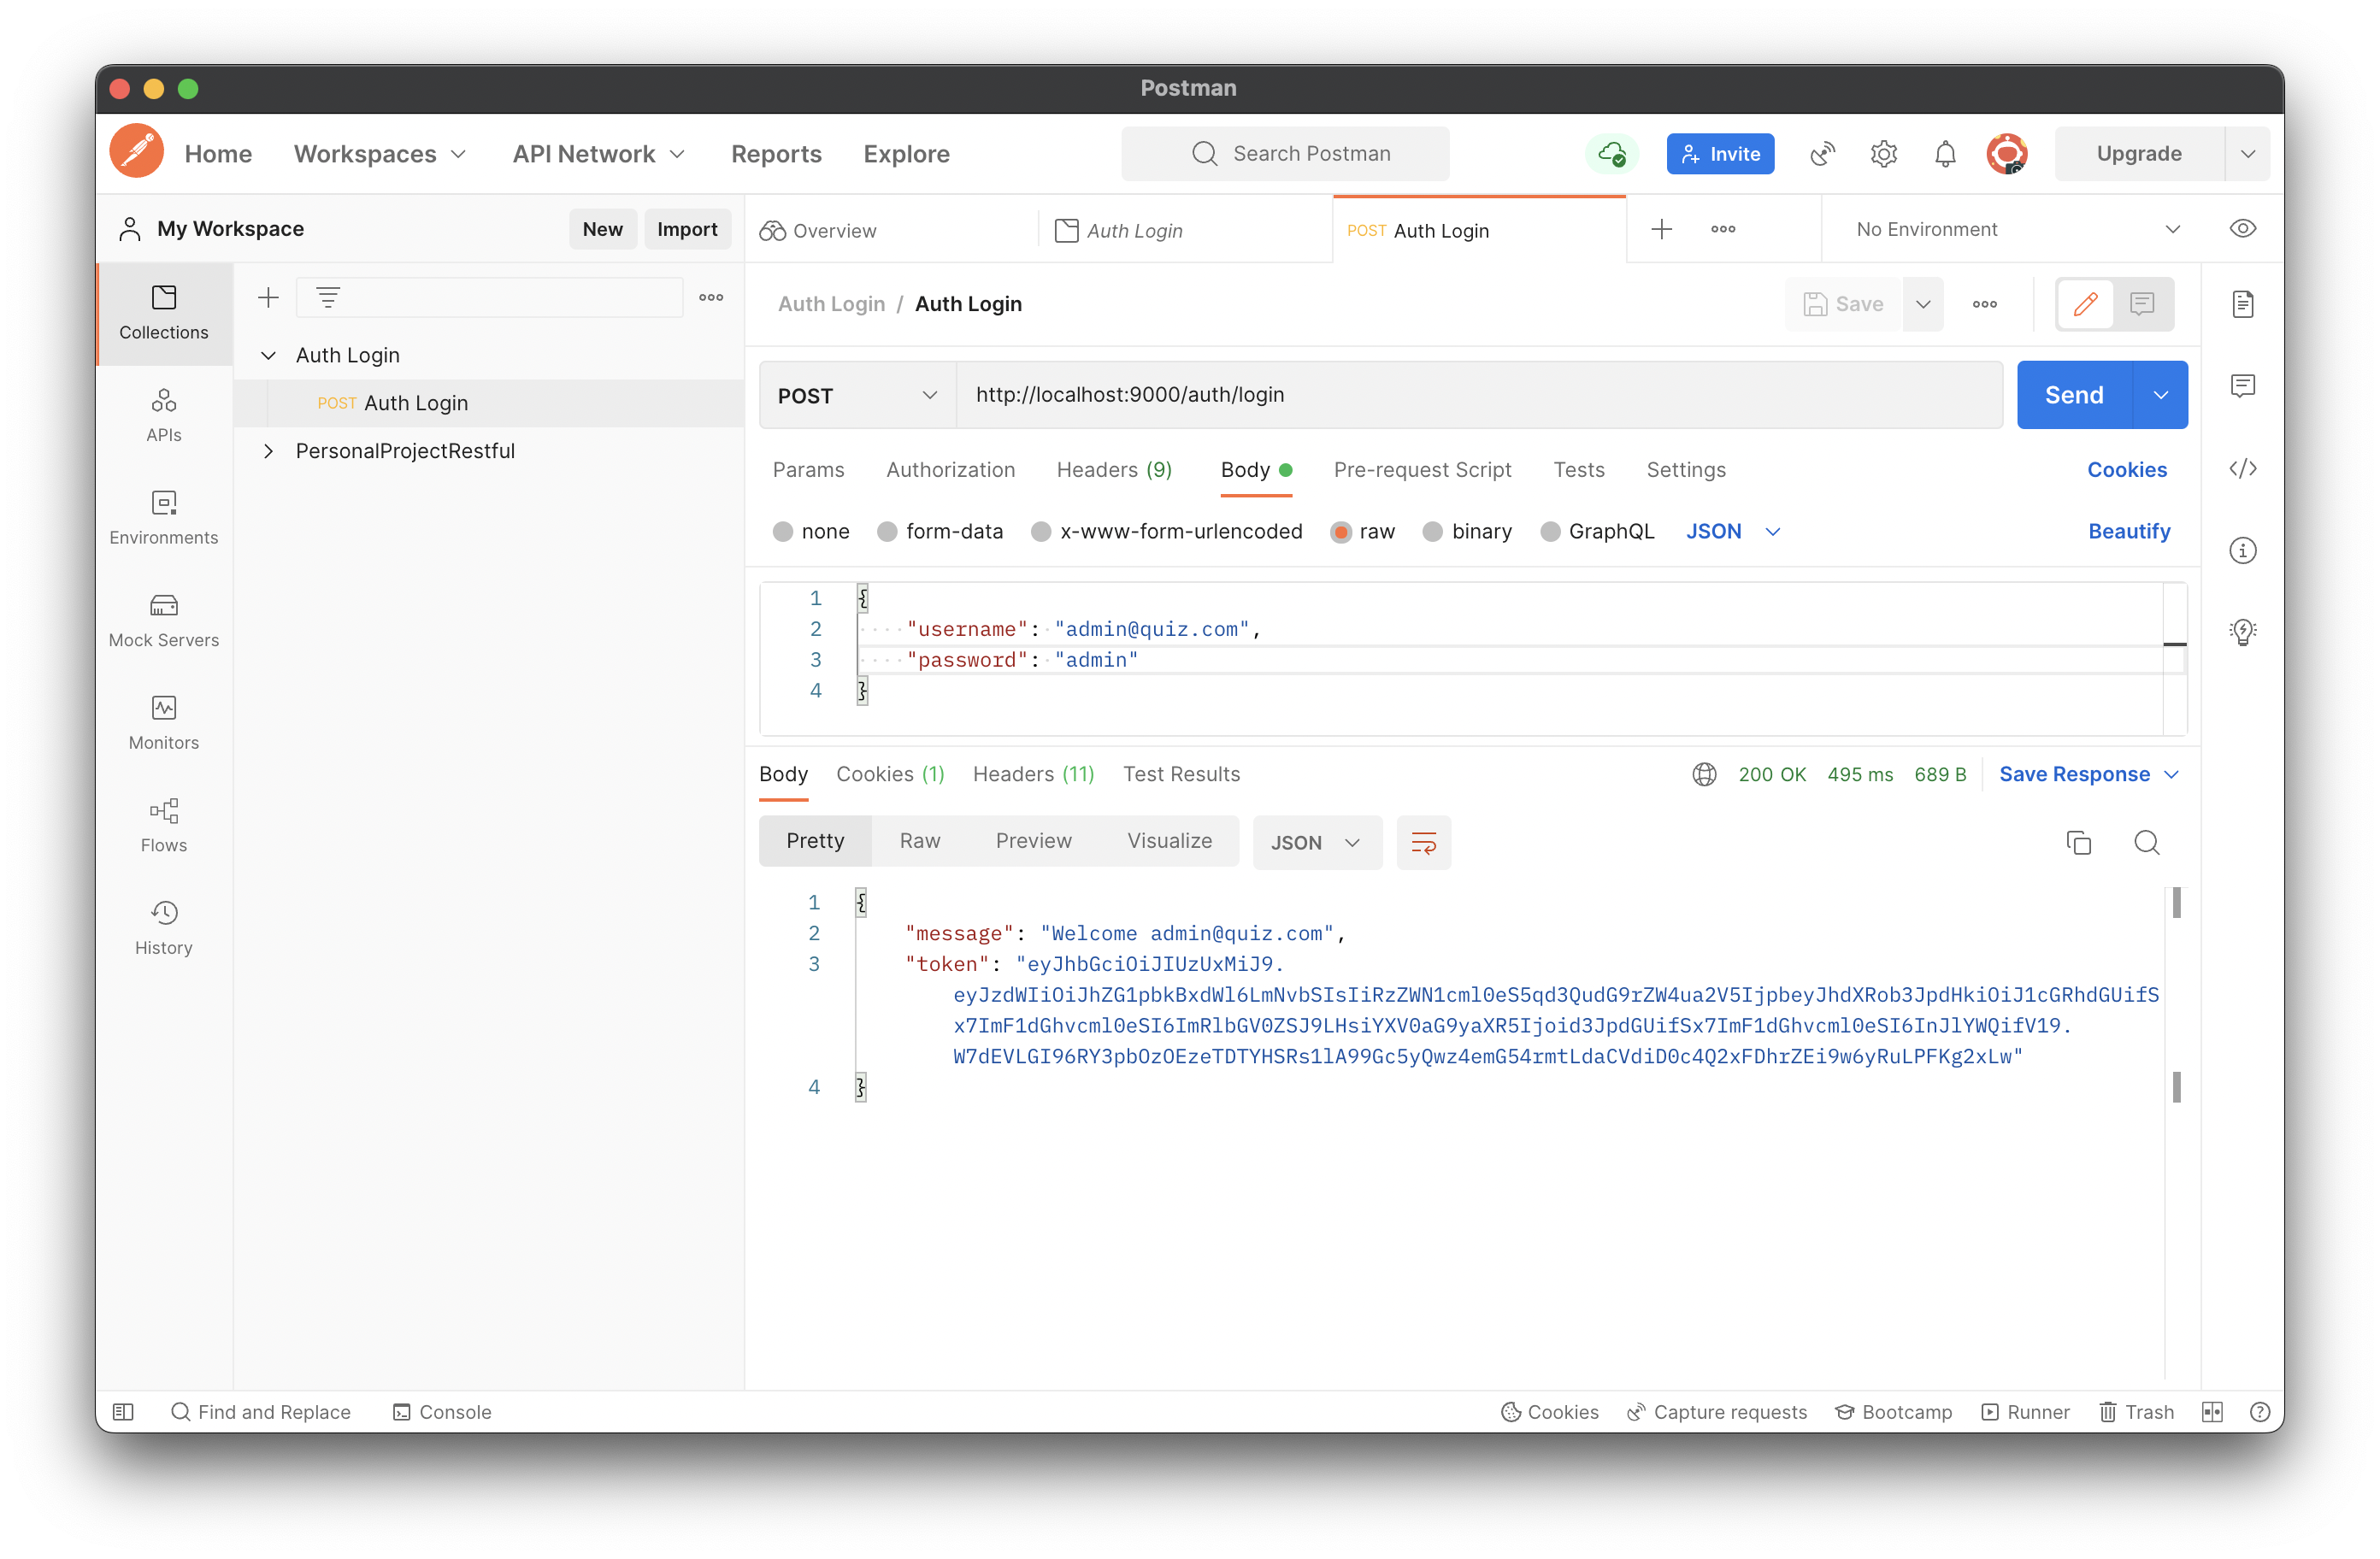 Postman
Home Workspaces API Network Reports Explore Search Postman Invite Upgrade
My Workspace New Import
Overview Auth Login POST Auth Login No Environment
Collections
APIs
Environments
Mock Servers
Monitors
Flows
History
Auth Login
POST Auth Login
PersonalProjectRestful
Auth Login / Auth Login Save
POST http://localhost:9000/auth/login Send
Params Authorization Headers (9) Body Pre-request Script Tests Settings Cookies
none form-data x-www-form-urlencoded raw binary GraphQL JSON Beautify
1 {
2 "username": "admin@quiz.com",
3 "password": "admin"
4 }
Body Cookies (1) Headers (11) Test Results 200 OK 495 ms 689 B Save Response
Pretty Raw Preview Visualize JSON
1 {
2 "message": "Welcome admin@quiz.com",
3 "token": "eyJhbGciOiJIUzUxMiJ9.
eyJzdWIiOiJhZG1pbkBxdWl6LmNvbSIsIiRzZWN1cml0eS5qd3QudG9rZW4ua2V5IjpbeyJhdXRob3JpdHkiOiJ1cGRhdGUifS
x7ImF1dGhvcml0eSI6ImRlbGV0ZSJ9LHsiYXV0aG9yaXR5Ijoid3JpdGUifSx7ImF1dGhvcml0eSI6InJlYWQifV19.
W7dEVLGI96RY3pbOzOEzeTDTYHSRs1lA99Gc5yQwz4emG54rmtLdaCVdiD0c4Q2xFDhrZEi9w6yRuLPFKg2xLw"
4 }
Find and Replace Console Cookies Capture requests Bootcamp Runner Trash